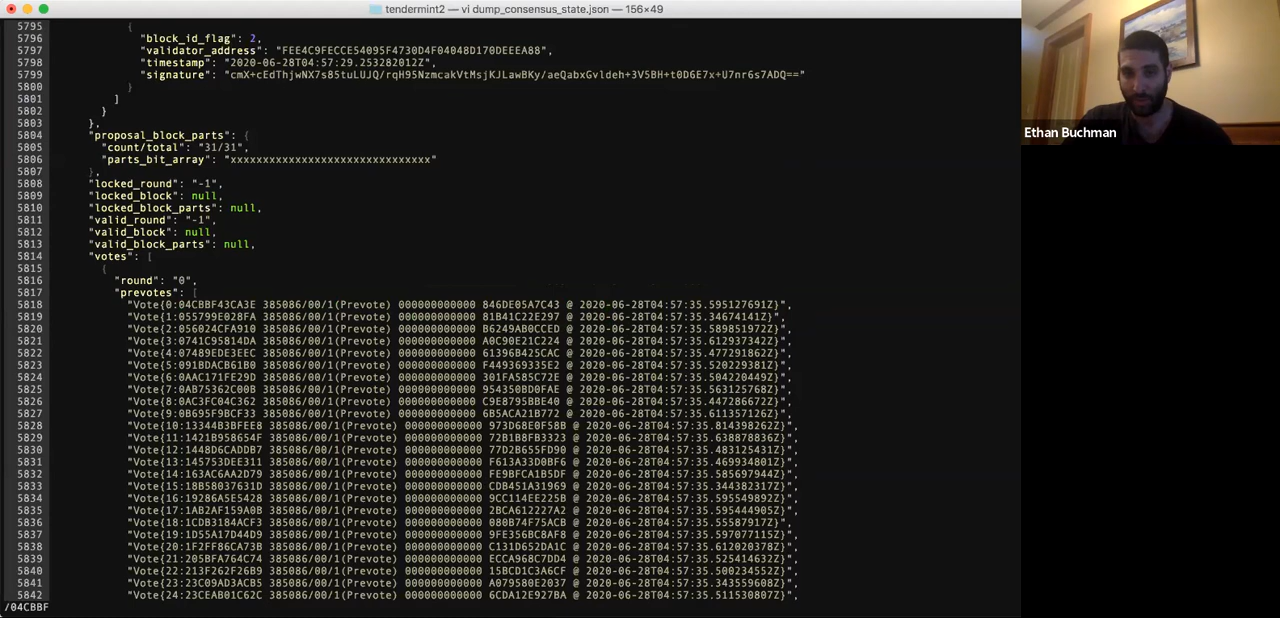 tendermint2 — vi dump_consensus_state.json — 156×49
5795 {
5796 "block_id_flag": 2,
5797 "validator_address": "FEE4C9FECCE54095F4730D4F04048D170DEEEA88",
5798 "timestamp": "2020-06-28T04:57:29.253282012Z",
5799 "signature": "cmX+cEdThjwNX7s85tuLUJQ/rqH95NzmcakVtMsjKJLawBKy/aeQabxGvldeh+3V5BH+t0D6E7x+U7nr6s7ADQ=="
5800 }
5801 ]
5802 }
5803 },
5804 "proposal_block_parts": {
5805 "count/total": "31/31",
5806 "parts_bit_array": "xxxxxxxxxxxxxxxxxxxxxxxxxxxxxxx"
5807 },
5808 "locked_round": "-1",
5809 "locked_block": null,
5810 "locked_block_parts": null,
5811 "valid_round": "-1",
5812 "valid_block": null,
5813 "valid_block_parts": null,
5814 "votes": [
5815 {
5816 "round": "0",
5817 "prevotes": [
5818 "Vote{0:04CBBF43CA3E 385086/00/1(Prevote) 000000000000 846DE05A7C43 @ 2020-06-28T04:57:35.595127691Z}",
5819 "Vote{1:055799E028FA 385086/00/1(Prevote) 000000000000 81B41C22E297 @ 2020-06-28T04:57:35.34674141Z}",
5820 "Vote{2:056024CFA910 385086/00/1(Prevote) 000000000000 B6249AB0CCED @ 2020-06-28T04:57:35.589851972Z}",
5821 "Vote{3:0741C95814DA 385086/00/1(Prevote) 000000000000 A0C90E21C224 @ 2020-06-28T04:57:35.612937342Z}",
5822 "Vote{4:07489EDE3EEC 385086/00/1(Prevote) 000000000000 61396B425CAC @ 2020-06-28T04:57:35.477291862Z}",
5823 "Vote{5:091BDACB61B0 385086/00/1(Prevote) 000000000000 F449369335E2 @ 2020-06-28T04:57:35.520229381Z}",
5824 "Vote{6:0AAC171FE29D 385086/00/1(Prevote) 000000000000 301FA585C72E @ 2020-06-28T04:57:35.504220449Z}",
5825 "Vote{7:0AB75362C00B 385086/00/1(Prevote) 000000000000 954350BD0FAE @ 2020-06-28T04:57:35.563125768Z}",
5826 "Vote{8:0AC3FC04C362 385086/00/1(Prevote) 000000000000 C9E8795BBE40 @ 2020-06-28T04:57:35.447286672Z}",
5827 "Vote{9:0B695F9BCF33 385086/00/1(Prevote) 000000000000 6B5ACA21B772 @ 2020-06-28T04:57:35.611357126Z}",
5828 "Vote{10:13344B3BFEE8 385086/00/1(Prevote) 000000000000 973D68E0F58B @ 2020-06-28T04:57:35.814398262Z}",
5829 "Vote{11:1421B958654F 385086/00/1(Prevote) 000000000000 72B1B8FB3323 @ 2020-06-28T04:57:35.638878836Z}",
5830 "Vote{12:1448D6CADDB7 385086/00/1(Prevote) 000000000000 77D2B655FD90 @ 2020-06-28T04:57:35.483125431Z}",
5831 "Vote{13:145753DEE311 385086/00/1(Prevote) 000000000000 F613A33D0BF6 @ 2020-06-28T04:57:35.469934801Z}",
5832 "Vote{14:163AC6AA2D79 385086/00/1(Prevote) 000000000000 FE9BFCA1B5DF @ 2020-06-28T04:57:35.585697944Z}",
5833 "Vote{15:18B58037631D 385086/00/1(Prevote) 000000000000 CDB451A31969 @ 2020-06-28T04:57:35.344382317Z}",
5834 "Vote{16:19286A5E5428 385086/00/1(Prevote) 000000000000 9CC114EE225B @ 2020-06-28T04:57:35.595549892Z}",
5835 "Vote{17:1AB2AF159A0B 385086/00/1(Prevote) 000000000000 2BCA612227A2 @ 2020-06-28T04:57:35.595444905Z}",
5836 "Vote{18:1CDB3184ACF3 385086/00/1(Prevote) 000000000000 080B74F75ACB @ 2020-06-28T04:57:35.55587917Z}",
5837 "Vote{19:1D55A17D44D9 385086/00/1(Prevote) 000000000000 9FE356BC8AF8 @ 2020-06-28T04:57:35.597077115Z}",
5838 "Vote{20:1F2FF86CA73B 385086/00/1(Prevote) 000000000000 C131D652DA1C @ 2020-06-28T04:57:35.612020378Z}",
5839 "Vote{21:205BFA764C74 385086/00/1(Prevote) 000000000000 ECCA968C7DD4 @ 2020-06-28T04:57:35.525414632Z}",
5840 "Vote{22:213F262F26B9 385086/00/1(Prevote) 000000000000 15BCD1C3A6CF @ 2020-06-28T04:57:35.500234552Z}",
5841 "Vote{23:23C09AD3ACB5 385086/00/1(Prevote) 000000000000 A079580E2037 @ 2020-06-28T04:57:35.343559608Z}",
5842 "Vote{24:23CEAB01C62C 385086/00/1(Prevote) 000000000000 6CDA12E927BA @ 2020-06-28T04:57:35.511530807Z}",
/04CBBF
Ethan Buchman